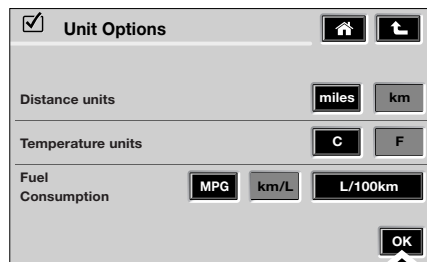 Unit Options
Distance units miles km
Temperature units C F
Fuel
Consumption MPG km/L L/100km
OK